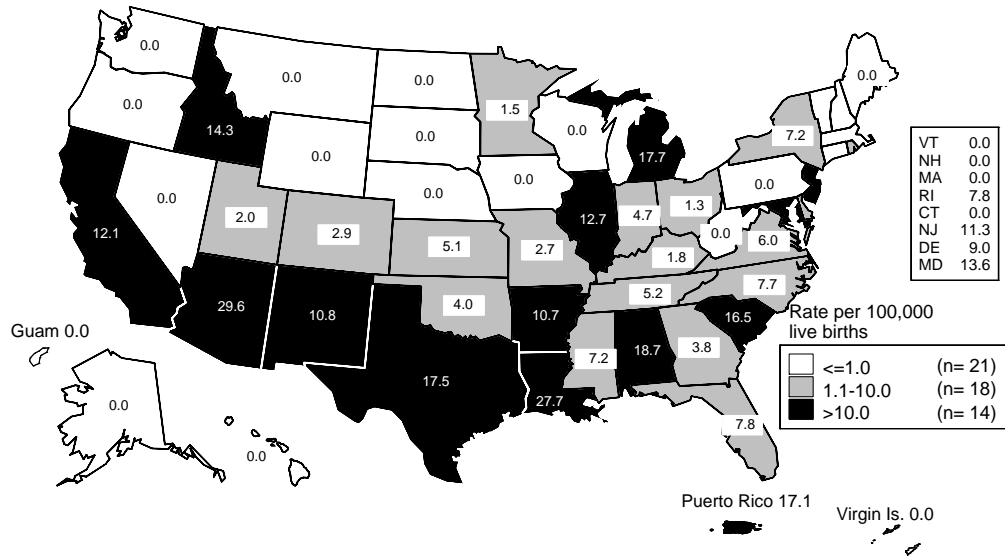 0.0
0.0
0.0
0.0
0.0
14.3
1.5
0.0
17.7
7.2
0.0
0.0
0.0
0.0
0.0
0.0
2.0
2.9
12.1
5.1
2.7
12.7
4.7
1.3
0.0
6.0
1.8
7.7
5.2
29.6
10.8
4.0
10.7
16.5
17.5
27.7
7.2
18.7
3.8
7.8
VT 0.0
NH 0.0
MA 0.0
RI 7.8
CT 0.0
NJ 11.3
DE 9.0
MD 13.6
Guam 0.0
0.0
0.0
Rate per 100,000
live births
<=1.0 (n= 21)
1.1-10.0 (n= 18)
>10.0 (n= 14)
Puerto Rico 17.1
Virgin Is. 0.0